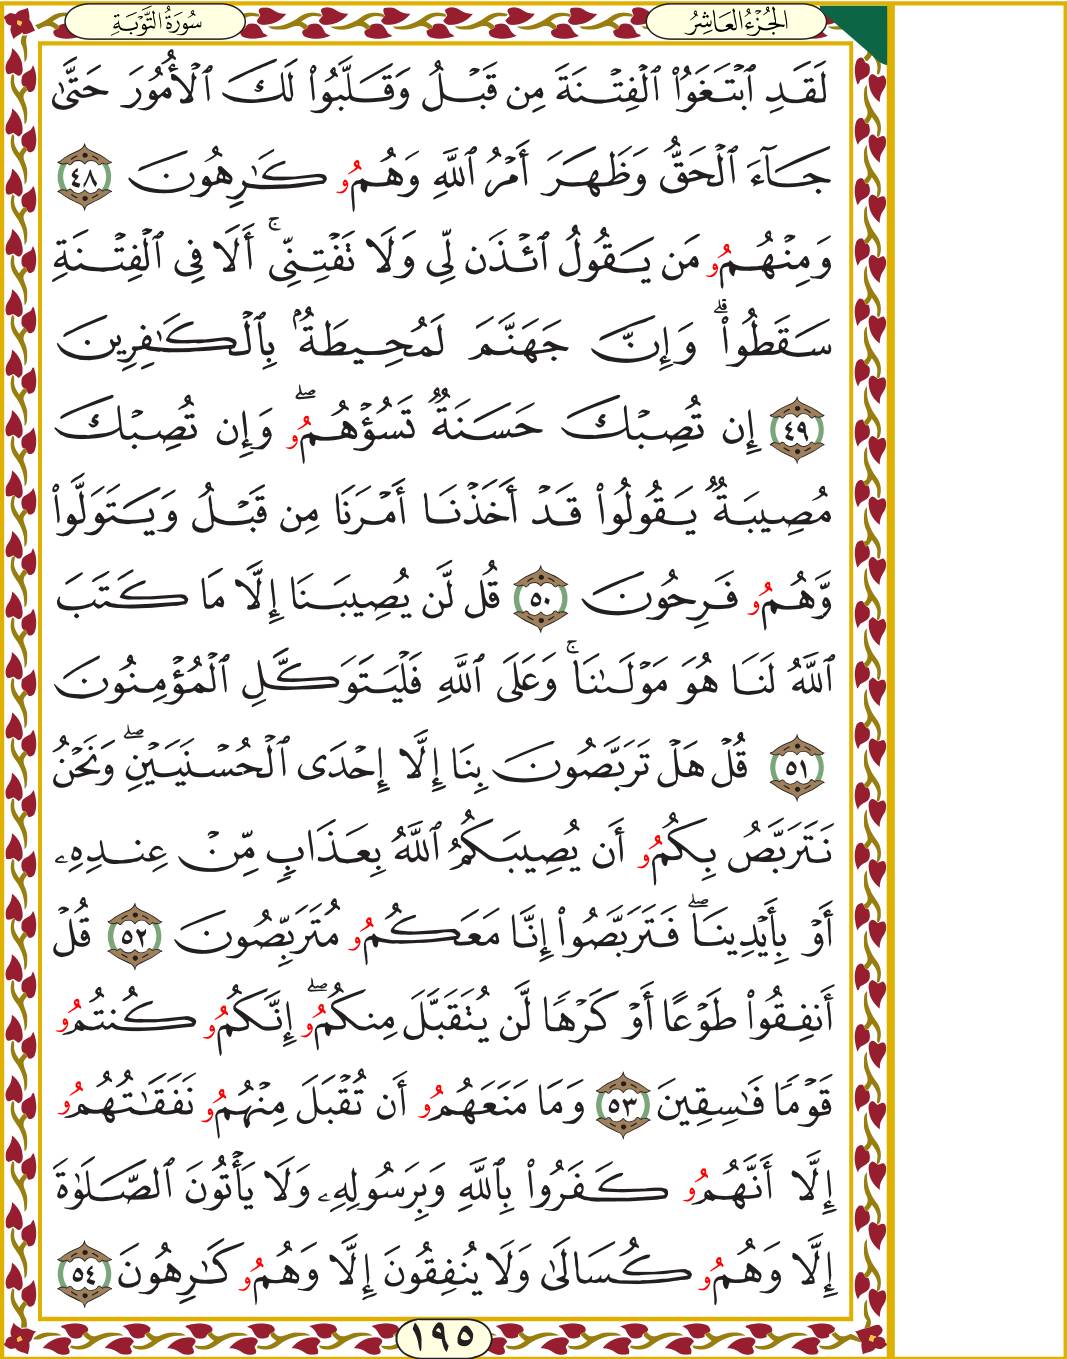 الجُزْءُ العَاشِرُ
سُورَةُ التَّوْبَةِ
لَقَدِ ٱبْتَغَوُا۟ ٱلْفِتْنَةَ مِن قَبْلُ وَقَلَّبُوا۟ لَكَ ٱلْأُمُورَ حَتَّىٰ
جَآءَ ٱلْحَقُّ وَظَهَرَ أَمْرُ ٱللَّهِ وَهُمُو كَـٰرِهُونَ ٤٨
وَمِنْهُمُو مَن يَقُولُ ٱئْذَن لِّى وَلَا تَفْتِنِّىٓ ۚ أَلَا فِى ٱلْفِتْنَةِ
سَقَطُوا۟ ۗ وَإِنَّ جَهَنَّمَ لَمُحِيطَةٌۢ بِٱلْكَـٰفِرِينَ
٤٩ إِن تُصِبْكَ حَسَنَةٌ تَسُؤْهُمُو ۖ وَإِن تُصِبْكَ
مُصِيبَةٌ يَقُولُوا۟ قَدْ أَخَذْنَا أَمْرَنَا مِن قَبْلُ وَيَتَوَلَّوا۟
وَّهُمُو فَرِحُونَ ٥٠ قُل لَّن يُصِيبَنَا إِلَّا مَا كَتَبَ
ٱللَّهُ لَنَا هُوَ مَوْلَىٰنَا ۚ وَعَلَى ٱللَّهِ فَلْيَتَوَكَّلِ ٱلْمُؤْمِنُونَ
٥١ قُلْ هَلْ تَرَبَّصُونَ بِنَا إِلَّا إِحْدَى ٱلْحُسْنَيَيْنِ ۖ وَنَحْنُ
نَتَرَبَّصُ بِكُمُو أَن يُصِيبَكُمُ ٱللَّهُ بِعَذَابٍ مِّنْ عِندِهِۦ
أَوْ بِأَيْدِينَا ۖ فَتَرَبَّصُوا۟ إِنَّا مَعَكُمُو مُتَرَبِّصُونَ ٥٢ قُلْ
أَنفِقُوا۟ طَوْعًا أَوْ كَرْهًا لَّن يُتَقَبَّلَ مِنكُمُو ۖ إِنَّكُمُو كُنتُمُو
قَوْمًا فَـٰسِقِينَ ٥٣ وَمَا مَنَعَهُمُو أَن تُقْبَلَ مِنْهُمُو نَفَقَـٰتُهُمُو
إِلَّا أَنَّهُمُو كَفَرُوا۟ بِٱللَّهِ وَبِرَسُولِهِۦ وَلَا يَأْتُونَ ٱلصَّلَوٰةَ
إِلَّا وَهُمُو كُسَالَىٰ وَلَا يُنفِقُونَ إِلَّا وَهُمُو كَـٰرِهُونَ ٥٤
١٩٥